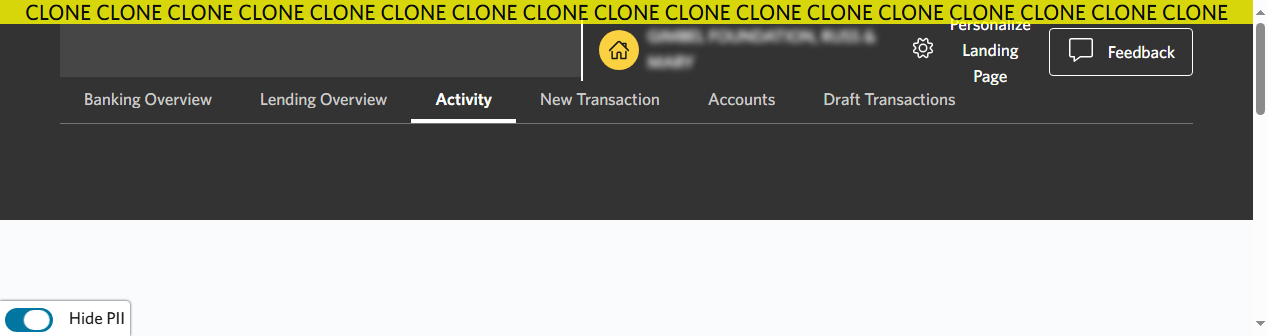 CLONE CLONE CLONE CLONE CLONE CLONE CLONE CLONE CLONE CLONE CLONE CLONE CLONE CLONE CLONE CLONE CLONE
Personalize
Landing
Page
Feedback
Banking Overview Lending Overview Activity New Transaction Accounts Draft Transactions
Hide PII